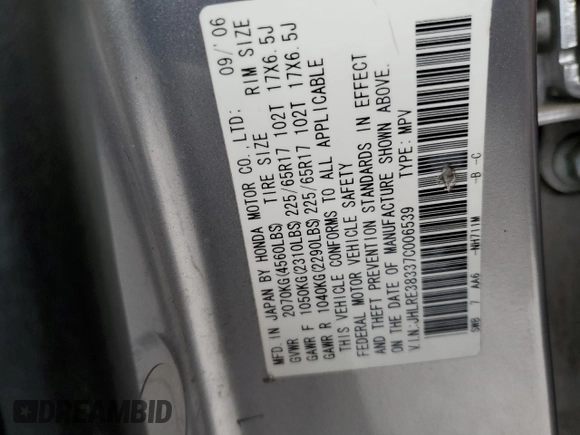 MFD. IN JAPAN BY HONDA MOTOR CO., LTD: 09/'06
TIRE SIZE RIM SIZE
GVWR 2070KG(4560LBS)
GAWR F 1050KG(2310LBS) 225/65R17 102T 17X6.5J
GAWR R 1040KG(2290LBS) 225/65R17 102T 17X6.5J
THIS VEHICLE CONFORMS TO ALL APPLICABLE
FEDERAL MOTOR VEHICLE SAFETY
AND THEFT PREVENTION STANDARDS IN EFFECT
ON THE DATE OF MANUFACTURE SHOWN ABOVE.
V.I.N:JHLRE38337C006539 TYPE: MPV
SWB 7 AA6 -NH711M -B -C
DREAMBID